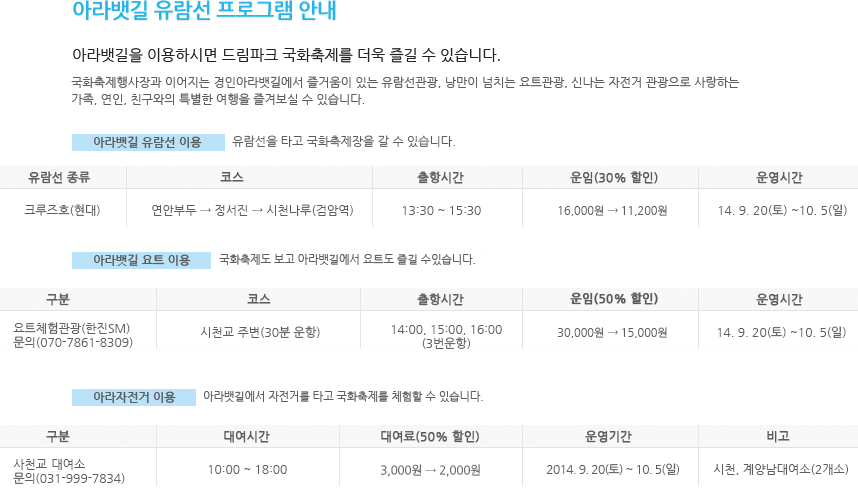 아라뱃길 유람선 프로그램 안내
아라뱃길을 이용하시면 드림파크 국화축제를 더욱 즐길 수 있습니다.
국화축제행사장과 이어지는 경인아라뱃길에서 즐거움이 있는 유람선관광, 낭만이 넘치는 요트관광, 신나는 자전거 관광으로 사랑하는
가족, 연인, 친구와의 특별한 여행을 즐겨보실 수 있습니다.
아라뱃길 유람선 이용 유람선을 타고 국화축제장을 갈 수 있습니다.
유람선 종류 코스 출항시간 운임(30% 할인) 운영시간
크루즈호(현대) 연안부두 → 정서진 → 시천나루(검암역) 13:30 ~ 15:30 16,000원 → 11,200원 14. 9. 20(토) ~10. 5(일)
아라뱃길 요트 이용 국화축제도 보고 아라뱃길에서 요트도 즐길 수있습니다.
구분 코스 출항시간 운임(50% 할인) 운영시간
요트체험관광(한진SM) 시천교 주변(30분 운항) 14:00, 15:00, 16:00 30,000원 → 15,000원 14. 9. 20(토) ~10. 5(일)
문의(070-7861-8309) (3번운항)
아라자전거 이용 아라뱃길에서 자전거를 타고 국화축제를 체험할 수 있습니다.
구분 대여시간 대여료(50% 할인) 운영기간 비고
사천교 대여소 10:00 ~ 18:00 3,000원 → 2,000원 2014. 9. 20(토) ~ 10. 5(일) 시천, 계양남대여소(2개소)
문의(031-999-7834)